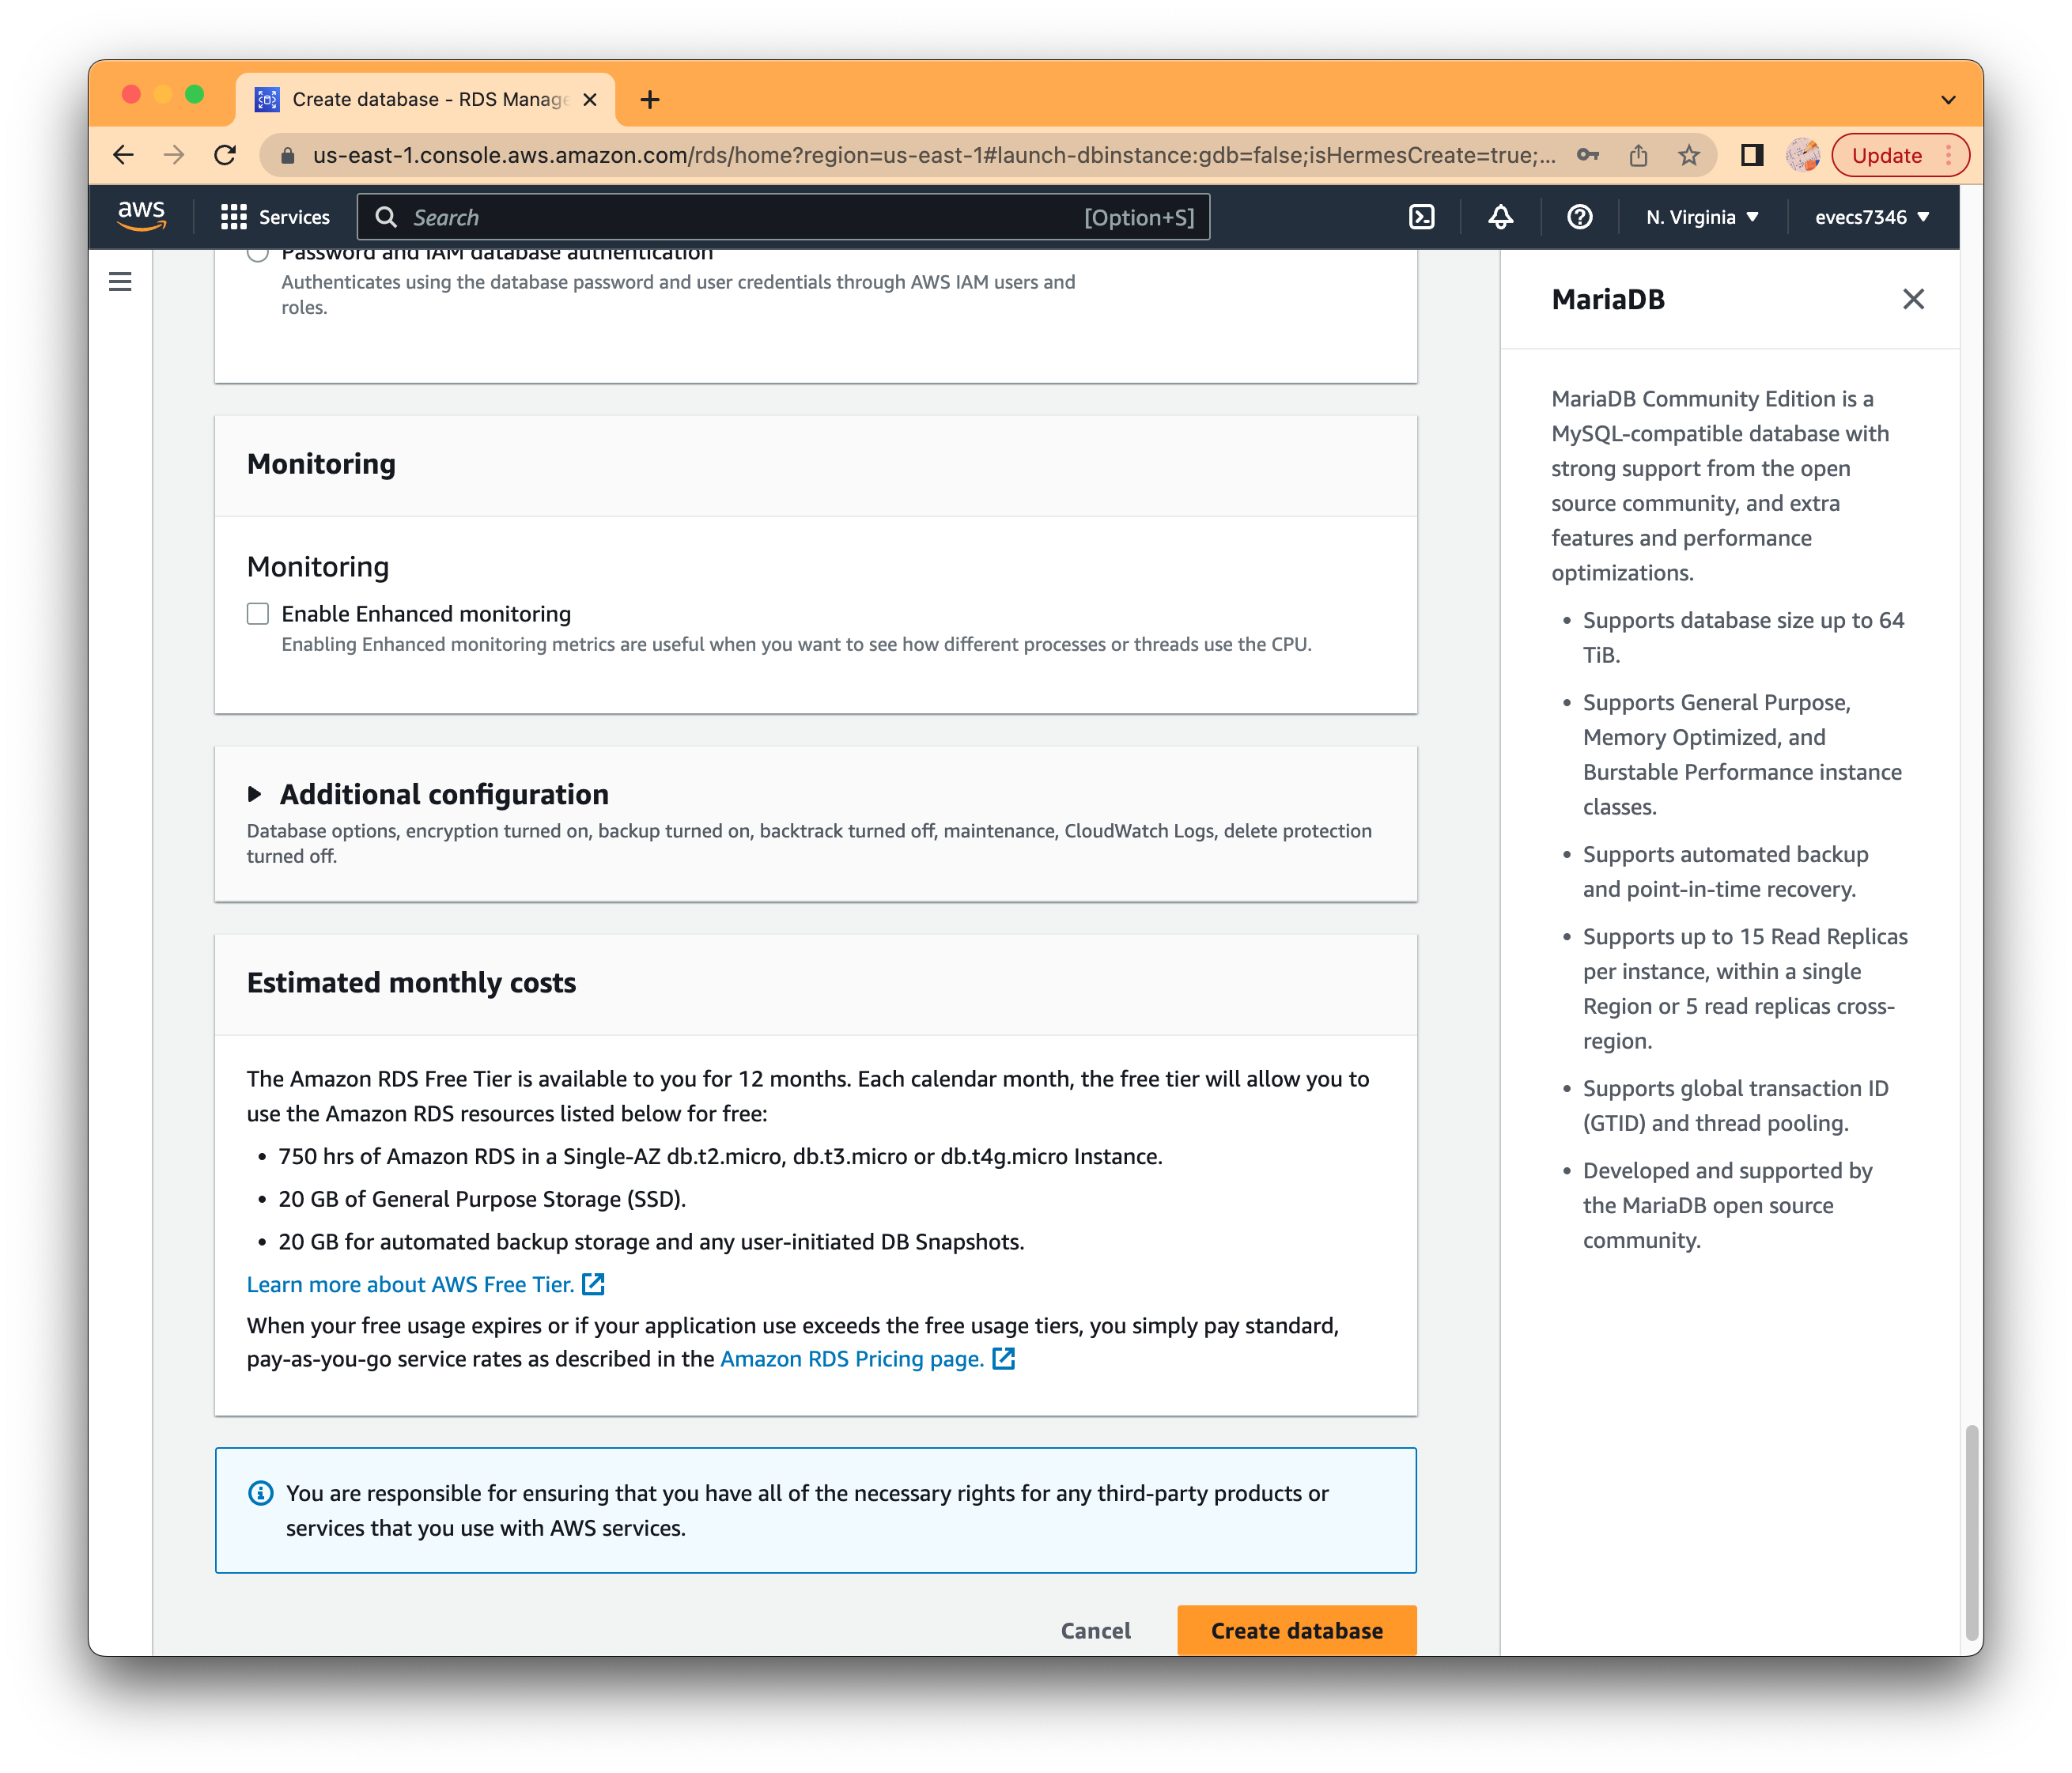 Create database - RDS Manage
us-east-1.console.aws.amazon.com/rds/home?region=us-east-1#launch-dbinstance:gdb=false;isHermesCreate=true;...
Update
aws
Services
Search
[Option+S]
N. Virginia
evecs7346
Password and IAM database authentication
Authenticates using the database password and user credentials through AWS IAM users and
roles.
Monitoring
Monitoring
Enable Enhanced monitoring
Enabling Enhanced monitoring metrics are useful when you want to see how different processes or threads use the CPU.
Additional configuration
Database options, encryption turned on, backup turned on, backtrack turned off, maintenance, CloudWatch Logs, delete protection
turned off.
Estimated monthly costs
The Amazon RDS Free Tier is available to you for 12 months. Each calendar month, the free tier will allow you to
use the Amazon RDS resources listed below for free:
• 750 hrs of Amazon RDS in a Single-AZ db.t2.micro, db.t3.micro or db.t4g.micro Instance.
• 20 GB of General Purpose Storage (SSD).
• 20 GB for automated backup storage and any user-initiated DB Snapshots.
Learn more about AWS Free Tier.
When your free usage expires or if your application use exceeds the free usage tiers, you simply pay standard,
pay-as-you-go service rates as described in the Amazon RDS Pricing page.
You are responsible for ensuring that you have all of the necessary rights for any third-party products or
services that you use with AWS services.
Cancel
Create database
MariaDB
MariaDB Community Edition is a
MySQL-compatible database with
strong support from the open
source community, and extra
features and performance
optimizations.
• Supports database size up to 64
TiB.
• Supports General Purpose,
Memory Optimized, and
Burstable Performance instance
classes.
• Supports automated backup
and point-in-time recovery.
• Supports up to 15 Read Replicas
per instance, within a single
Region or 5 read replicas cross-
region.
• Supports global transaction ID
(GTID) and thread pooling.
• Developed and supported by
the MariaDB open source
community.